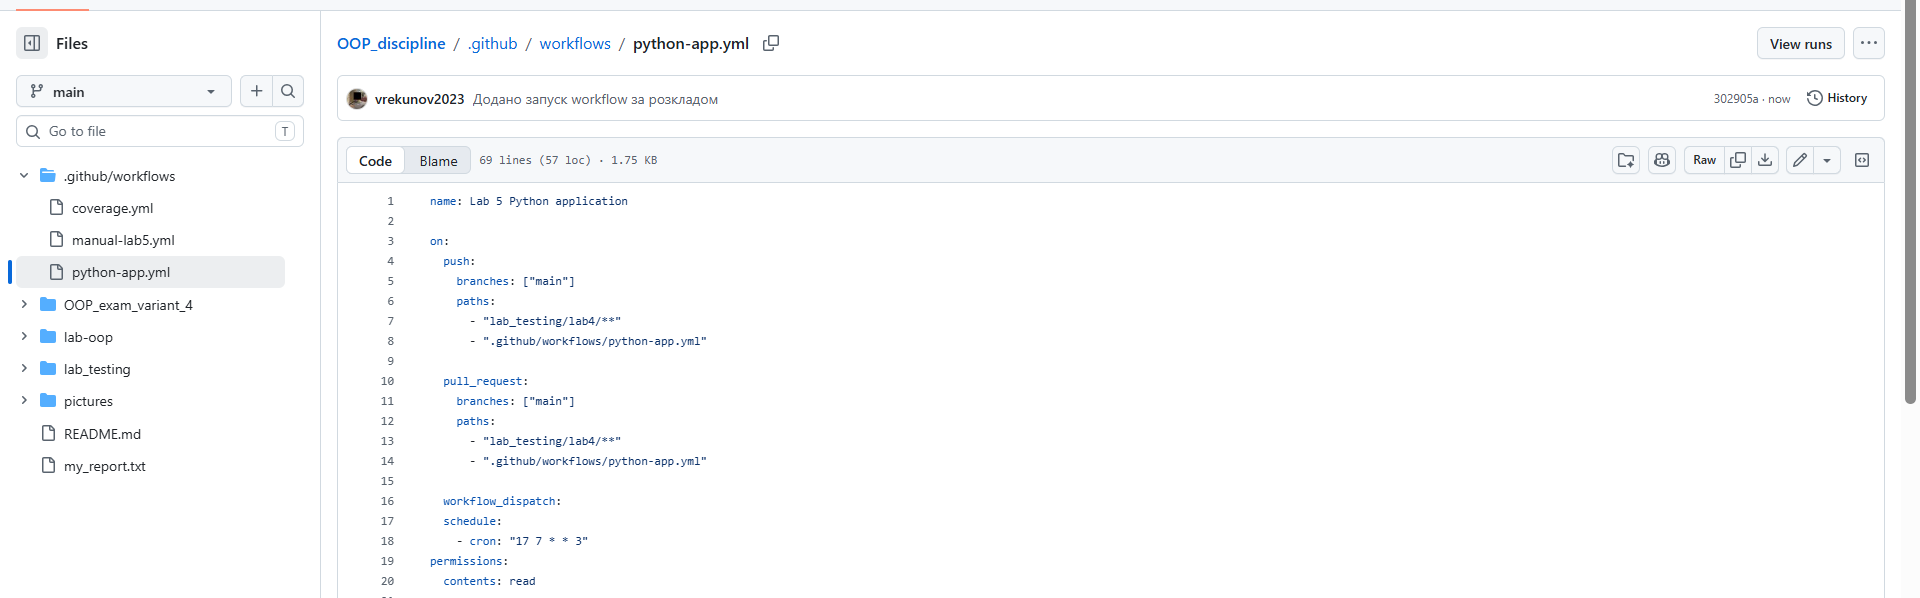 Files
main
Go to file
T
.github/workflows
coverage.yml
manual-lab5.yml
python-app.yml
OOP_exam_variant_4
lab-oop
lab_testing
pictures
README.md
my_report.txt
OOP_discipline / .github / workflows / python-app.yml
View runs
vrekunov2023 Додано запуск workflow за розкладом
302905a · now
History
Code
Blame
69 lines (57 loc) · 1.75 KB
Raw
1 name: Lab 5 Python application
2
3 on:
4 push:
5 branches: ["main"]
6 paths:
7 - "lab_testing/lab4/**"
8 - ".github/workflows/python-app.yml"
9
10 pull_request:
11 branches: ["main"]
12 paths:
13 - "lab_testing/lab4/**"
14 - ".github/workflows/python-app.yml"
15
16 workflow_dispatch:
17 schedule:
18 - cron: "17 7 * * 3"
19 permissions:
20 contents: read